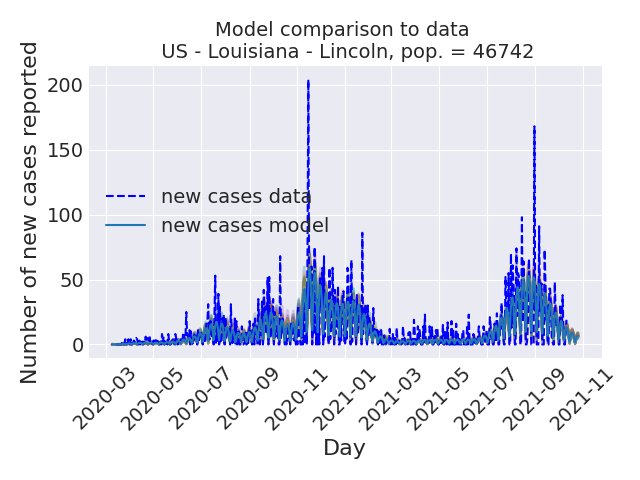 Model comparison to data
US - Louisiana - Lincoln, pop. = 46742
Number of new cases reported
200
150
100
50
0
new cases data
new cases model
2020-03
2020-05
2020-07
2020-09
2020-11
2021-01
2021-03
2021-05
2021-07
2021-09
2021-11
Day